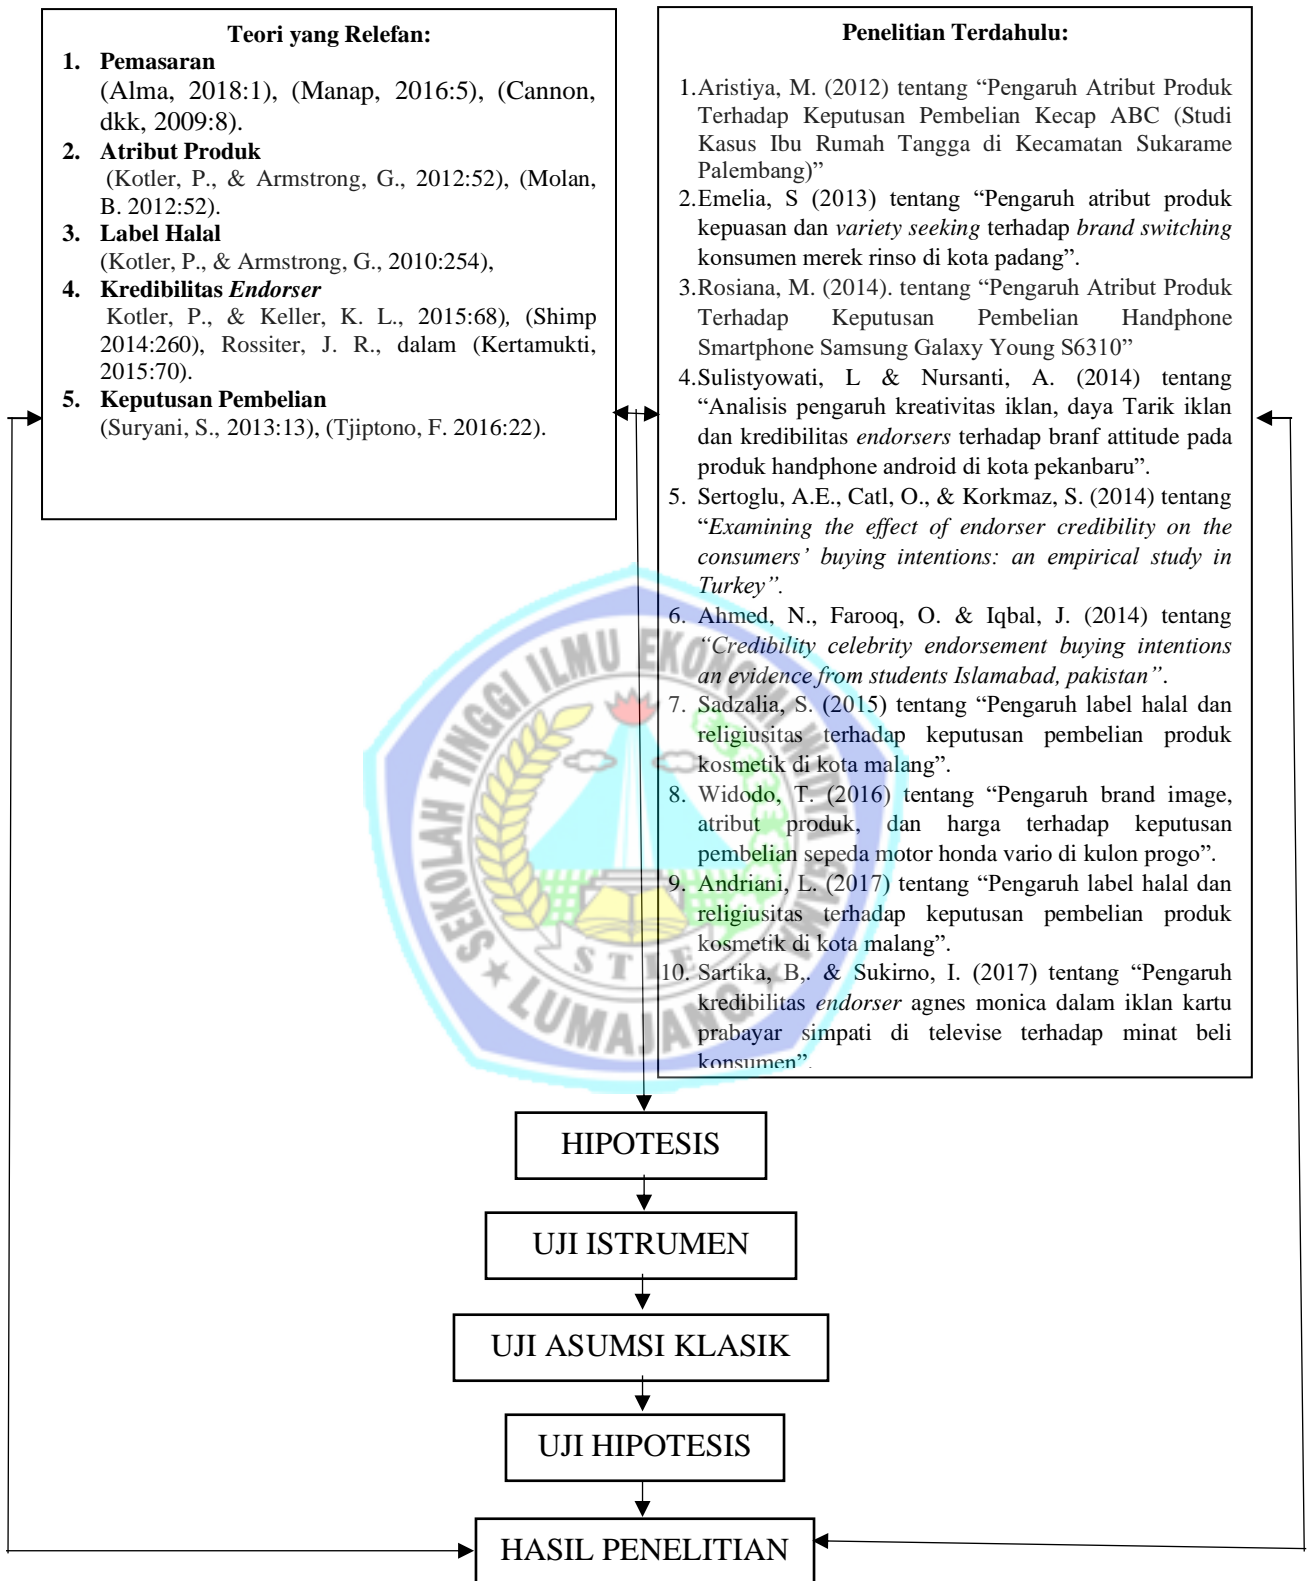 Teori yang Relefan:
1. Pemasaran
(Alma, 2018:1), (Manap, 2016:5), (Cannon,
dkk, 2009:8).
2. Atribut Produk
(Kotler, P., & Armstrong, G., 2012:52), (Molan,
B. 2012:52).
3. Label Halal
(Kotler, P., & Armstrong, G., 2010:254),
4. Kredibilitas Endorser
Kotler, P., & Keller, K. L., 2015:68), (Shimp
2014:260), Rossiter, J. R., dalam (Kertamukti,
2015:70).
5. Keputusan Pembelian
(Suryani, S., 2013:13), (Tjiptono, F. 2016:22).
Penelitian Terdahulu:
1.Aristiya, M. (2012) tentang “Pengaruh Atribut Produk
Terhadap Keputusan Pembelian Kecap ABC (Studi
Kasus Ibu Rumah Tangga di Kecamatan Sukarame
Palembang)”
2.Emelia, S (2013) tentang “Pengaruh atribut produk
kepuasan dan variety seeking terhadap brand switching
konsumen merek rinso di kota padang”.
3.Rosiana, M. (2014). tentang “Pengaruh Atribut Produk
Terhadap Keputusan Pembelian Handphone
Smartphone Samsung Galaxy Young S6310”
4.Sulistyowati, L & Nursanti, A. (2014) tentang
“Analisis pengaruh kreativitas iklan, daya Tarik iklan
dan kredibilitas endorsers terhadap branf attitude pada
produk handphone android di kota pekanbaru”.
5. Sertoglu, A.E., Catl, O., & Korkmaz, S. (2014) tentang
“Examining the effect of endorser credibility on the
consumers’ buying intentions: an empirical study in
Turkey”.
6. Ahmed, N., Farooq, O. & Iqbal, J. (2014) tentang
“Credibility celebrity endorsement buying intentions
an evidence from students Islamabad, pakistan”.
7. Sadzalia, S. (2015) tentang “Pengaruh label halal dan
religiusitas terhadap keputusan pembelian produk
kosmetik di kota malang”.
8. Widodo, T. (2016) tentang “Pengaruh brand image,
atribut produk, dan harga terhadap keputusan
pembelian sepeda motor honda vario di kulon progo”.
9. Andriani, L. (2017) tentang “Pengaruh label halal dan
religiusitas terhadap keputusan pembelian produk
kosmetik di kota malang”.
10. Sartika, B,. & Sukirno, I. (2017) tentang “Pengaruh
kredibilitas endorser agnes monica dalam iklan kartu
prabayar simpati di televise terhadap minat beli
konsumen”.
SEKOLAH TINGGI ILMU EKONOMI WIDYA GAMA
STIE
LUMAJANG
HIPOTESIS
UJI ISTRUMEN
UJI ASUMSI KLASIK
UJI HIPOTESIS
HASIL PENELITIAN